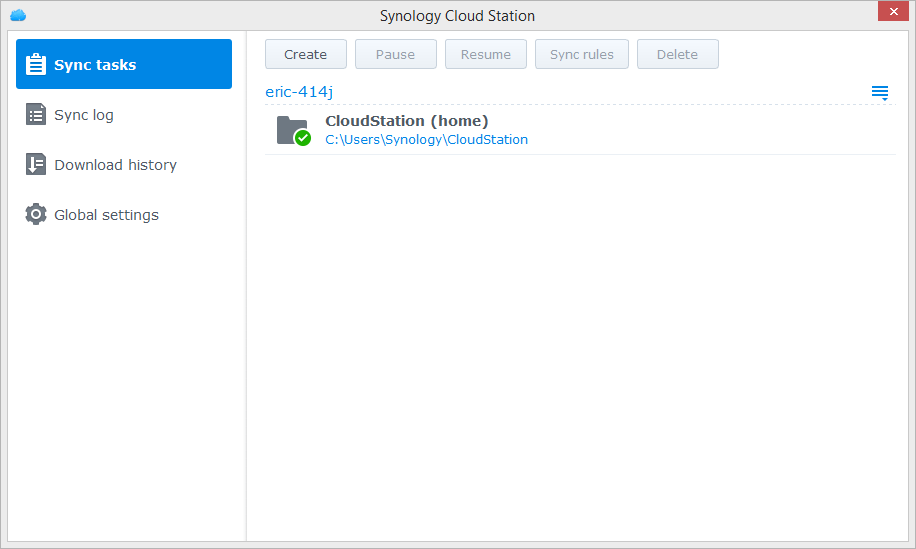 Synology Cloud Station
Sync tasks
Sync log
Download history
Global settings
Create Pause Resume Sync rules Delete
eric-414j
CloudStation (home)
C:\Users\Synology\CloudStation